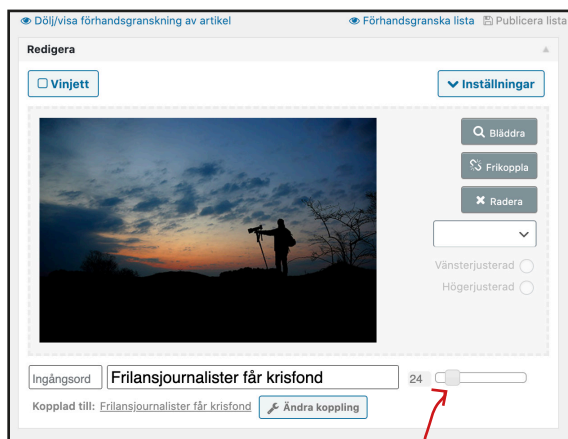 Dölj/visa förhandsgranskning av artikel
Förhandsgranska lista
Publicera lista
Redigera
Vinjett
Inställningar
Bläddra
Frikoppla
Radera
Vänsterjusterad
Högerjusterad
Ingångsord
Frilansjournalister får krisfond
24
Kopplad till: Frilansjournalister får krisfond
Ändra koppling